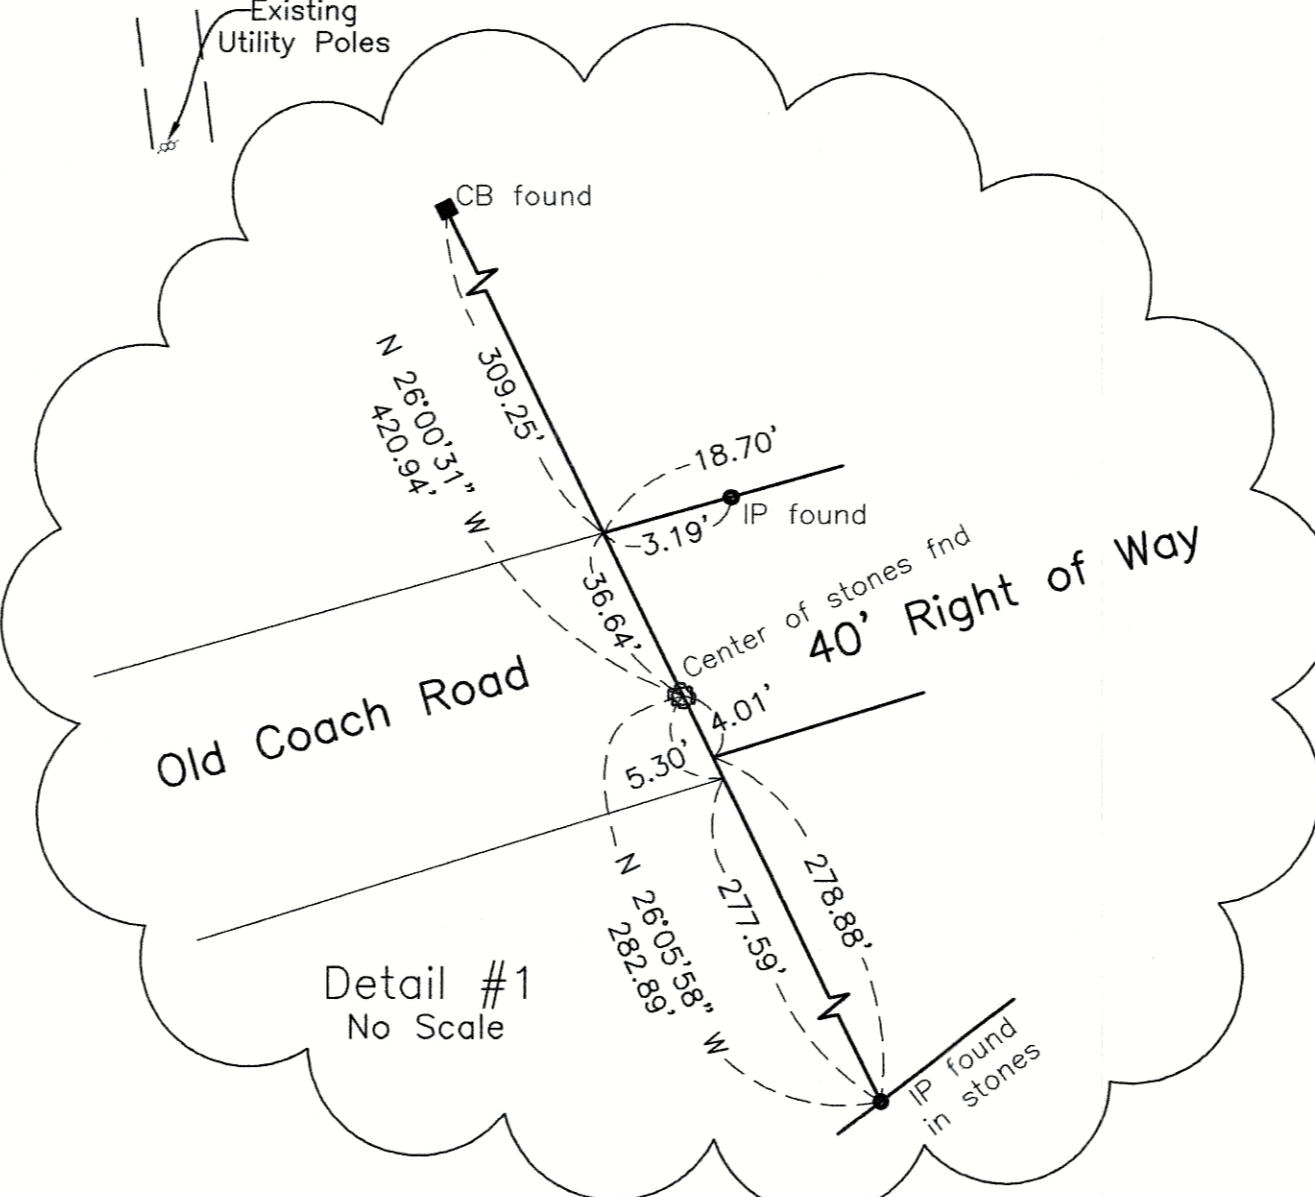 Existing
Utility Poles
CB found
309.25'
N 26°00'31" W
420.94'
18.70'
3.19'
IP found
36.64'
Center of stones fnd
40' Right of Way
Old Coach Road
4.01'
5.30'
278.88'
277.59'
N 26°05'58" W
282.89'
Detail #1
No Scale
IP found
in stones